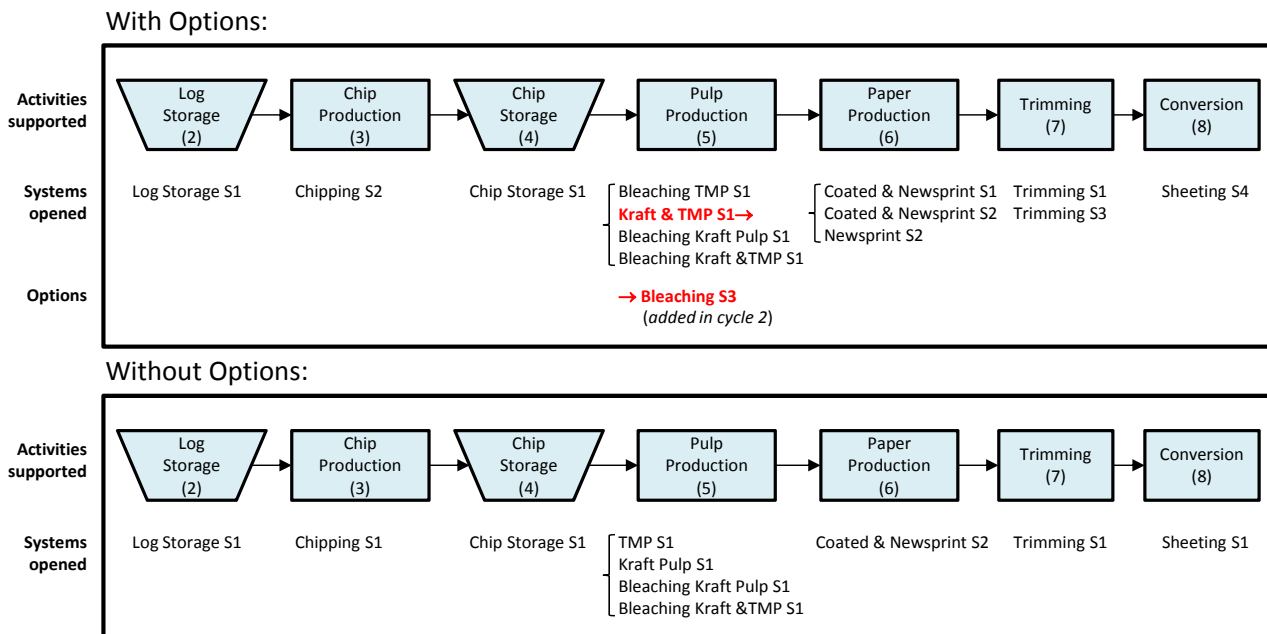 With Options:
Activities
supported
Log
Storage
(2)
Chip
Production
(3)
Chip
Storage
(4)
Pulp
Production
(5)
Paper
Production
(6)
Trimming
(7)
Conversion
(8)
Systems
opened
Log Storage S1
Chipping S2
Chip Storage S1
Bleaching TMP S1
Kraft & TMP S1→
Bleaching Kraft Pulp S1
Bleaching Kraft &TMP S1
Coated & Newsprint S1
Coated & Newsprint S2
Newsprint S2
Trimming S1
Trimming S3
Sheeting S4
Options
→ Bleaching S3
(added in cycle 2)
Without Options:
Activities
supported
Log
Storage
(2)
Chip
Production
(3)
Chip
Storage
(4)
Pulp
Production
(5)
Paper
Production
(6)
Trimming
(7)
Conversion
(8)
Systems
opened
Log Storage S1
Chipping S1
Chip Storage S1
TMP S1
Kraft Pulp S1
Bleaching Kraft Pulp S1
Bleaching Kraft &TMP S1
Coated & Newsprint S2
Trimming S1
Sheeting S1